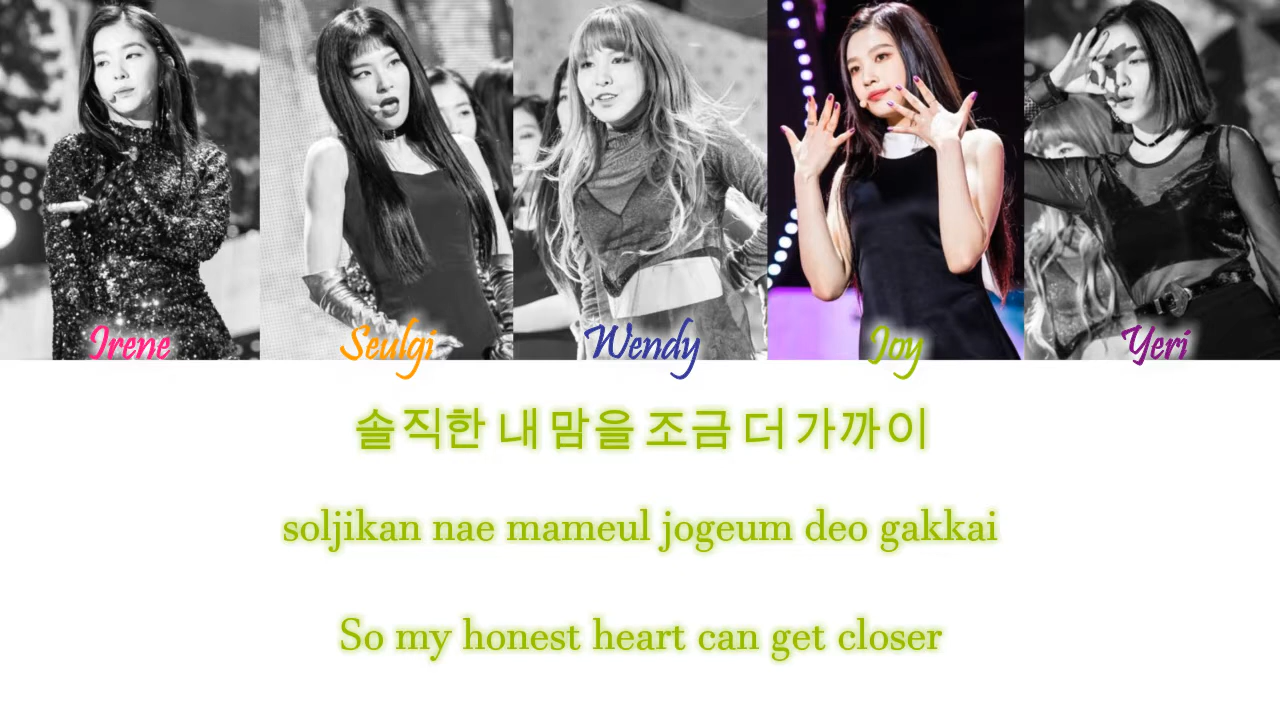 Irene Seulgi Wendy Joy Yeri
솔직한 내 맘을 조금 더 가까이
soljikan nae mameul jogeum deo gakkai
So my honest heart can get closer